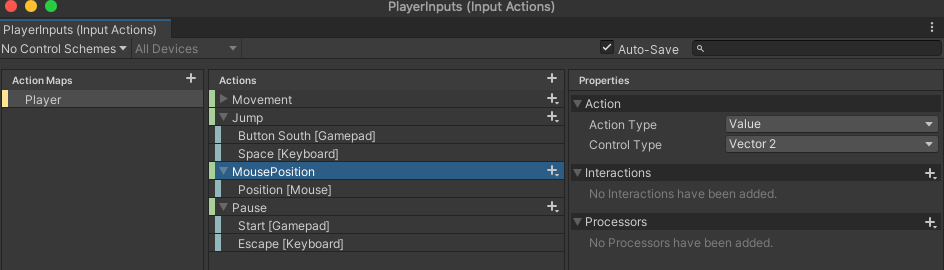 PlayerInputs (Input Actions)
PlayerInputs (Input Actions)
No Control Schemes All Devices Auto-Save
Action Maps Actions Properties
Player
Movement
Jump
Button South [Gamepad]
Space [Keyboard]
MousePosition
Position [Mouse]
Pause
Start [Gamepad]
Escape [Keyboard]
Action
Action Type Value
Control Type Vector 2
Interactions
No Interactions have been added.
Processors
No Processors have been added.